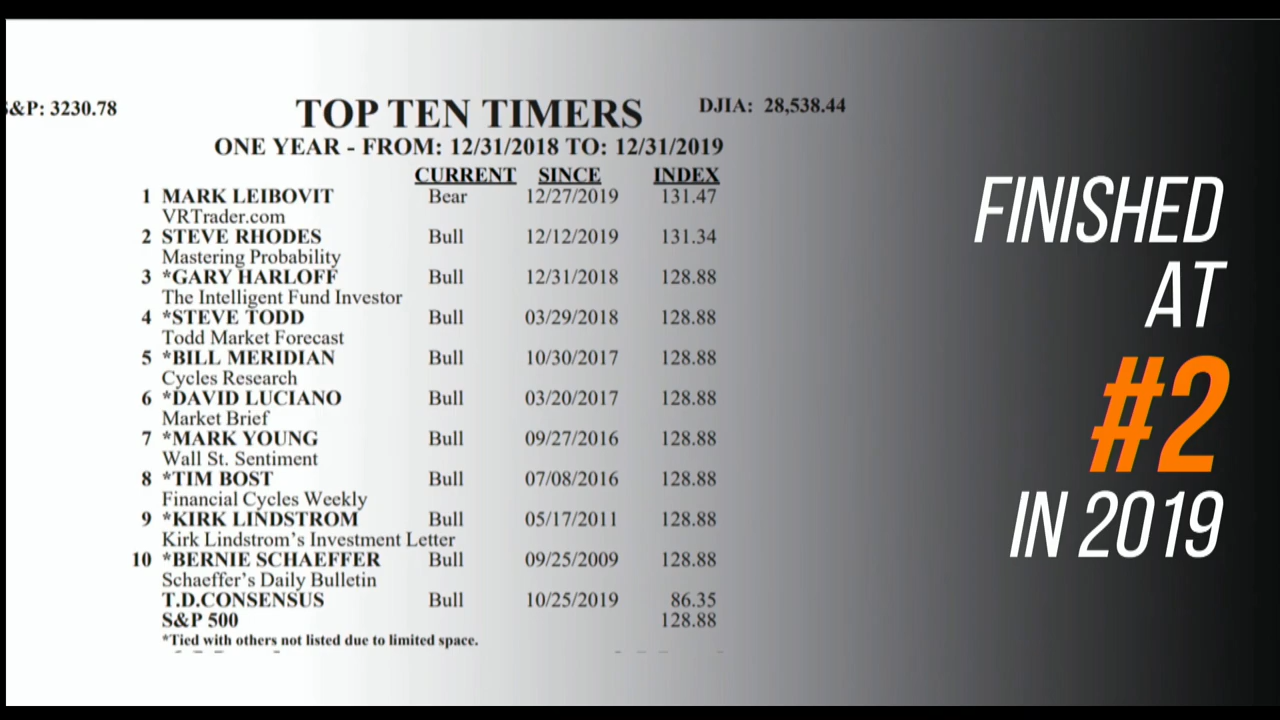 S&P: 3230.78
TOP TEN TIMERS
DJIA: 28,538.44
ONE YEAR - FROM: 12/31/2018 TO: 12/31/2019
CURRENT SINCE INDEX
1 MARK LEIBOVIT Bear 12/27/2019 131.47
VRTrader.com
2 STEVE RHODES Bull 12/12/2019 131.34
Mastering Probability
3 *GARY HARLOFF Bull 12/31/2018 128.88
The Intelligent Fund Investor
4 *STEVE TODD Bull 03/29/2018 128.88
Todd Market Forecast
5 *BILL MERIDIAN Bull 10/30/2017 128.88
Cycles Research
6 *DAVID LUCIANO Bull 03/20/2017 128.88
Market Brief
7 *MARK YOUNG Bull 09/27/2016 128.88
Wall St. Sentiment
8 *TIM BOST Bull 07/08/2016 128.88
Financial Cycles Weekly
9 *KIRK LINDSTROM Bull 05/17/2011 128.88
Kirk Lindstrom's Investment Letter
10 *BERNIE SCHAEFFER Bull 09/25/2009 128.88
Schaeffer's Daily Bulletin
T.D.CONSENSUS Bull 10/25/2019 86.35
S&P 500 128.88
*Tied with others not listed due to limited space.
FINISHED
AT
#2
IN 2019